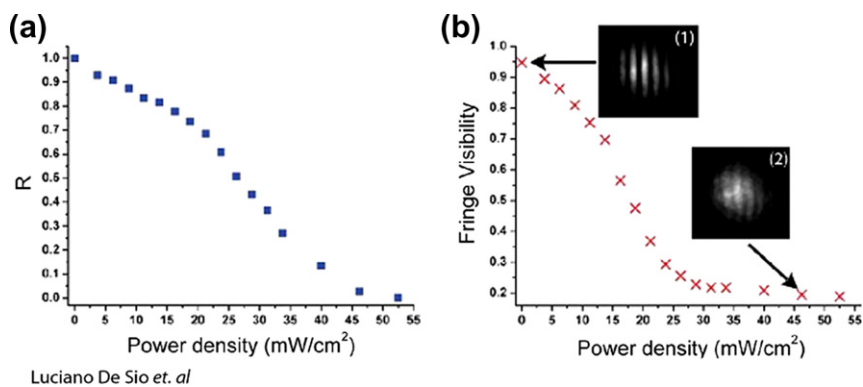 (a)
1.0
0.9
0.8
0.7
0.6
0.5
0.4
0.3
0.2
0.1
0.0
R
0 5 10 15 20 25 30 35 40 45 50 55
Power density (mW/cm²)
(b)
1.0
0.9
0.8
0.7
0.6
0.5
0.4
0.3
0.2
Fringe Visibility
(1)
(2)
0 5 10 15 20 25 30 35 40 45 50 55
Power density (mW/cm²)
Luciano De Sio et. al